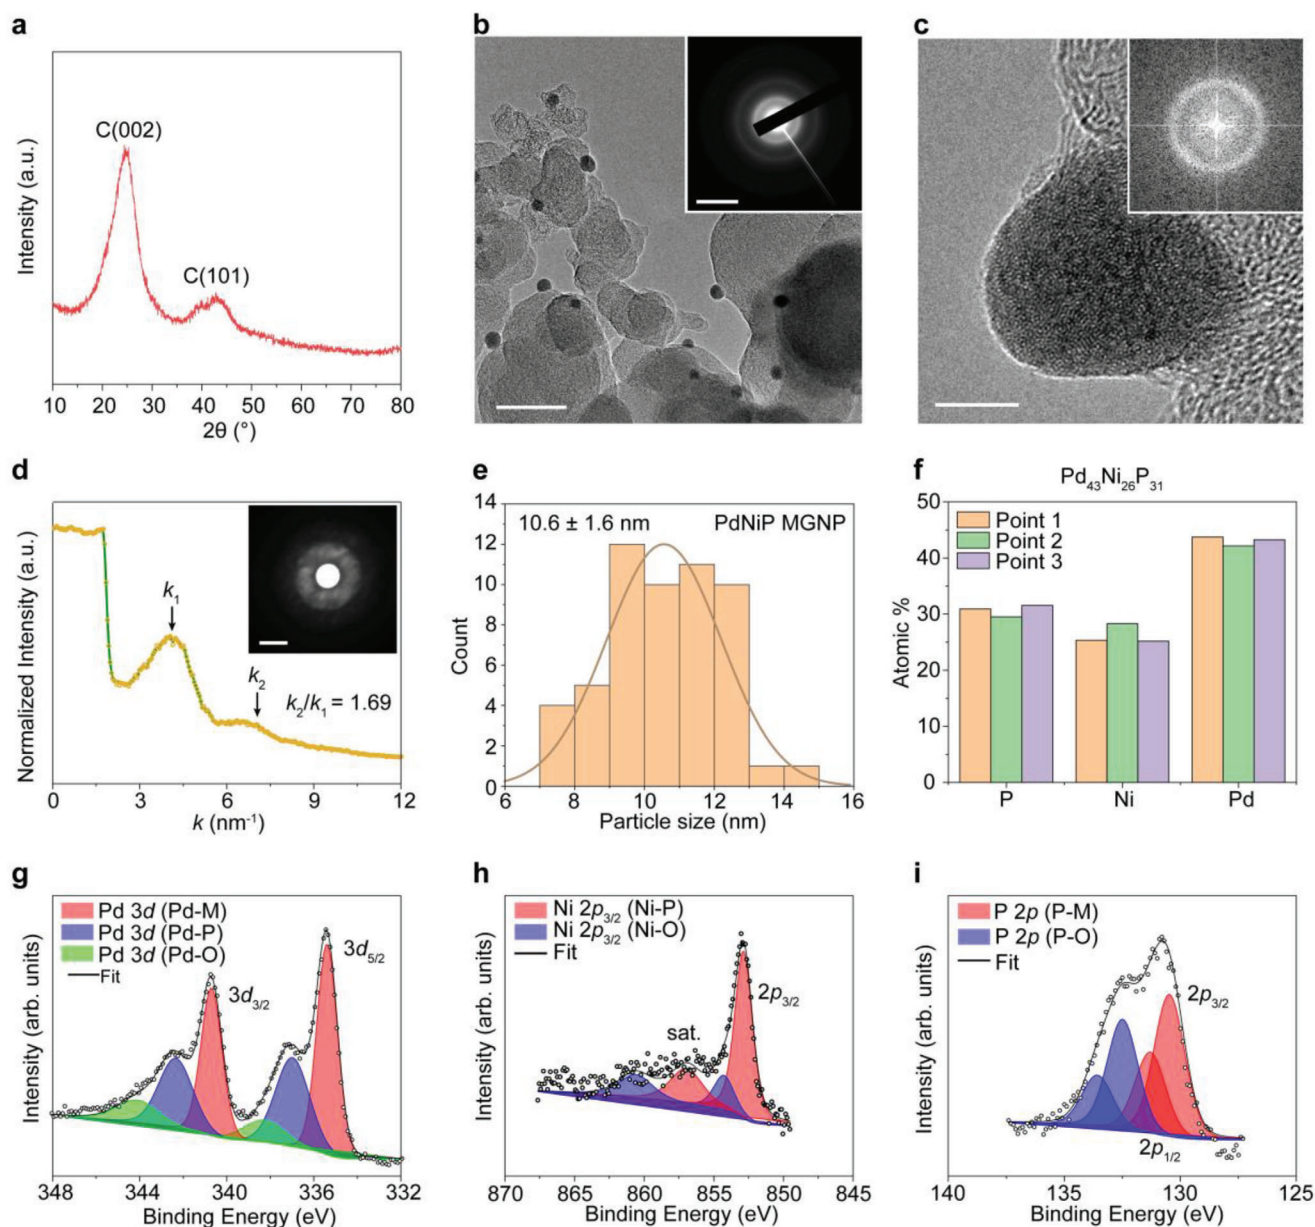 a
C(002)
C(101)
Intensity (a.u.)
10 20 30 40 50 60 70 80
2θ (°)
b
c
d
k₁
k₂
k₂/k₁ = 1.69
Normalized Intensity (a.u.)
0 3 6 9 12
k (nm⁻¹)
e
10.6 ± 1.6 nm
PdNiP MGNP
Count
14
12
10
8
6
4
2
0
6 8 10 12 14 16
Particle size (nm)
f
Pd₄₃Ni₂₆P₃₁
Point 1
Point 2
Point 3
Atomic %
50
40
30
20
10
0
P Ni Pd
g
Pd 3d (Pd-M)
Pd 3d (Pd-P)
Pd 3d (Pd-O)
Fit
3d₅/₂
3d₃/₂
Intensity (arb. units)
348 344 340 336 332
Binding Energy (eV)
h
Ni 2p₃/₂ (Ni-P)
Ni 2p₃/₂ (Ni-O)
Fit
2p₃/₂
sat.
Intensity (arb. units)
870 865 860 855 850 845
Binding Energy (eV)
i
P 2p (P-M)
P 2p (P-O)
Fit
2p₃/₂
2p₁/₂
Intensity (arb. units)
140 135 130 125
Binding Energy (eV)